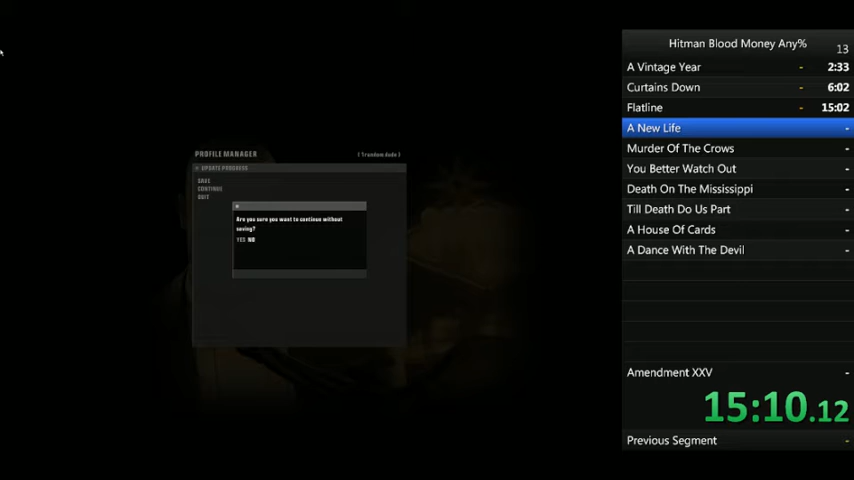 PROFILE MANAGER
UPDATE PROGRESS
SAVE
CONTINUE
QUIT
Are you sure you want to continue without
saving?
YES NO
Hitman Blood Money Any%
13
A Vintage Year - 2:33
Curtains Down - 6:02
Flatline - 15:02
A New Life -
Murder Of The Crows -
You Better Watch Out -
Death On The Mississippi -
Till Death Do Us Part -
A House Of Cards -
A Dance With The Devil -
Amendment XXV -
15:10.12
Previous Segment -